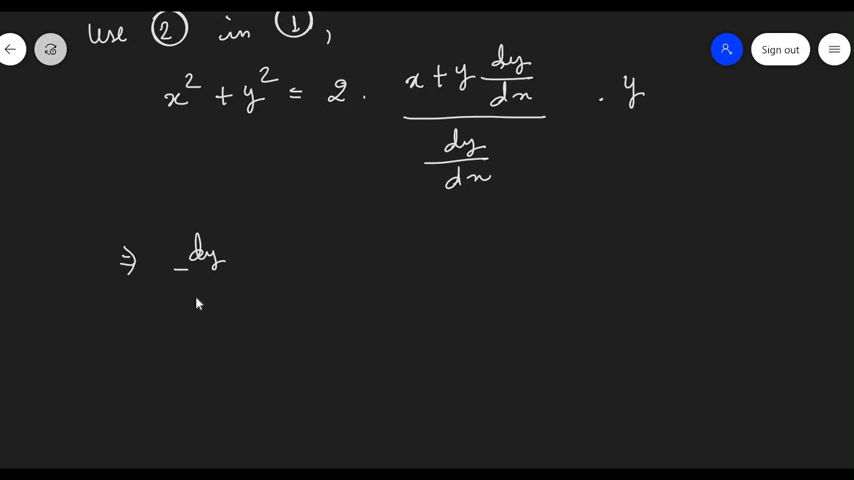 use ② in ①,
Sign out
x² + y² = 2 . (x + y dy/dx) / (dy/dx) . y
⇒ dy